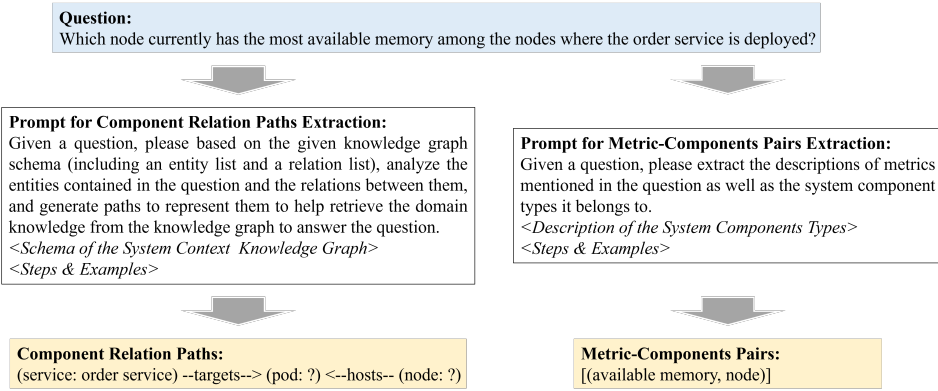 Question:
Which node currently has the most available memory among the nodes where the order service is deployed?
Prompt for Component Relation Paths Extraction:
Given a question, please based on the given knowledge graph
schema (including an entity list and a relation list), analyze the
entities contained in the question and the relations between them,
and generate paths to represent them to help retrieve the domain
knowledge from the knowledge graph to answer the question.
<Schema of the System Context Knowledge Graph>
<Steps & Examples>
Prompt for Metric-Components Pairs Extraction:
Given a question, please extract the descriptions of metrics
mentioned in the question as well as the system component
types it belongs to.
<Description of the System Components Types>
<Steps & Examples>
Component Relation Paths:
(service: order service) --targets--> (pod: ?) <--hosts-- (node: ?)
Metric-Components Pairs:
[(available memory, node)]